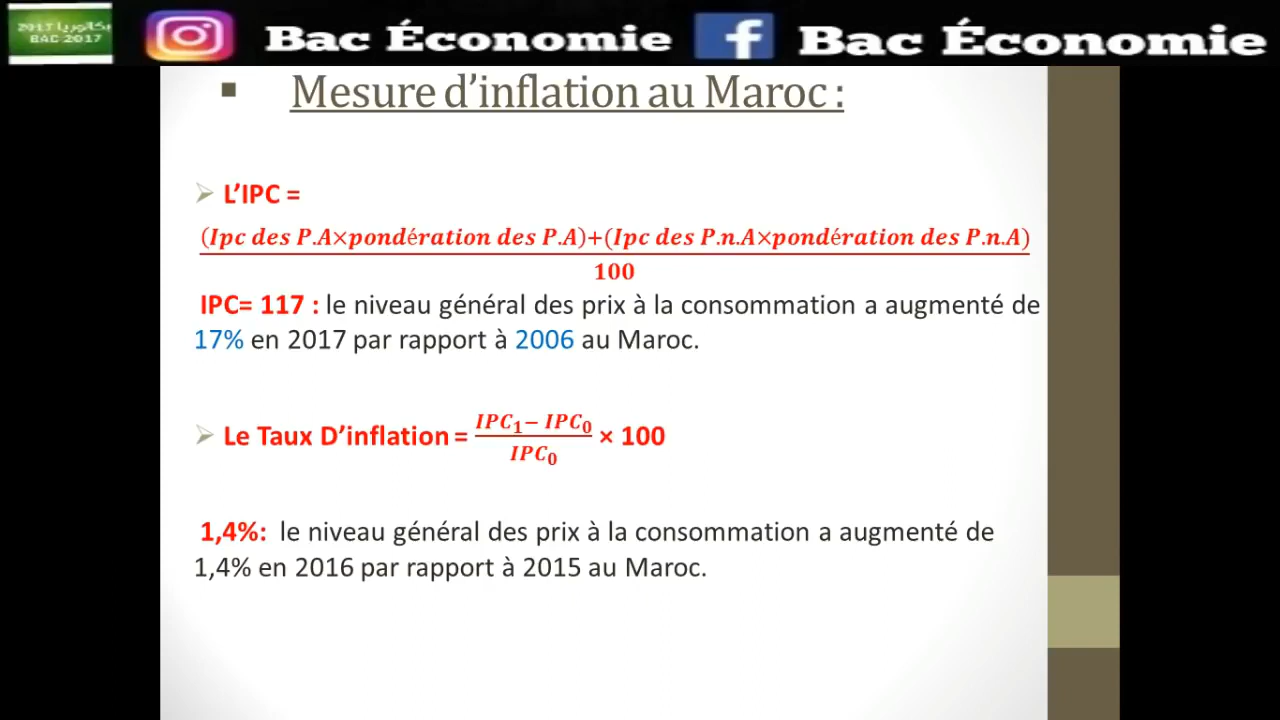 BAC 2017
Bac Économie
Bac Économie
▪ Mesure d'inflation au Maroc :
➢ L'IPC =
(Ipc des P.A×pondération des P.A)+(Ipc des P.n.A×pondération des P.n.A)
100
IPC= 117 : le niveau général des prix à la consommation a augmenté de
17% en 2017 par rapport à 2006 au Maroc.
➢ Le Taux D'inflation = IPC₁− IPC₀ × 100
IPC₀
1,4%: le niveau général des prix à la consommation a augmenté de
1,4% en 2016 par rapport à 2015 au Maroc.